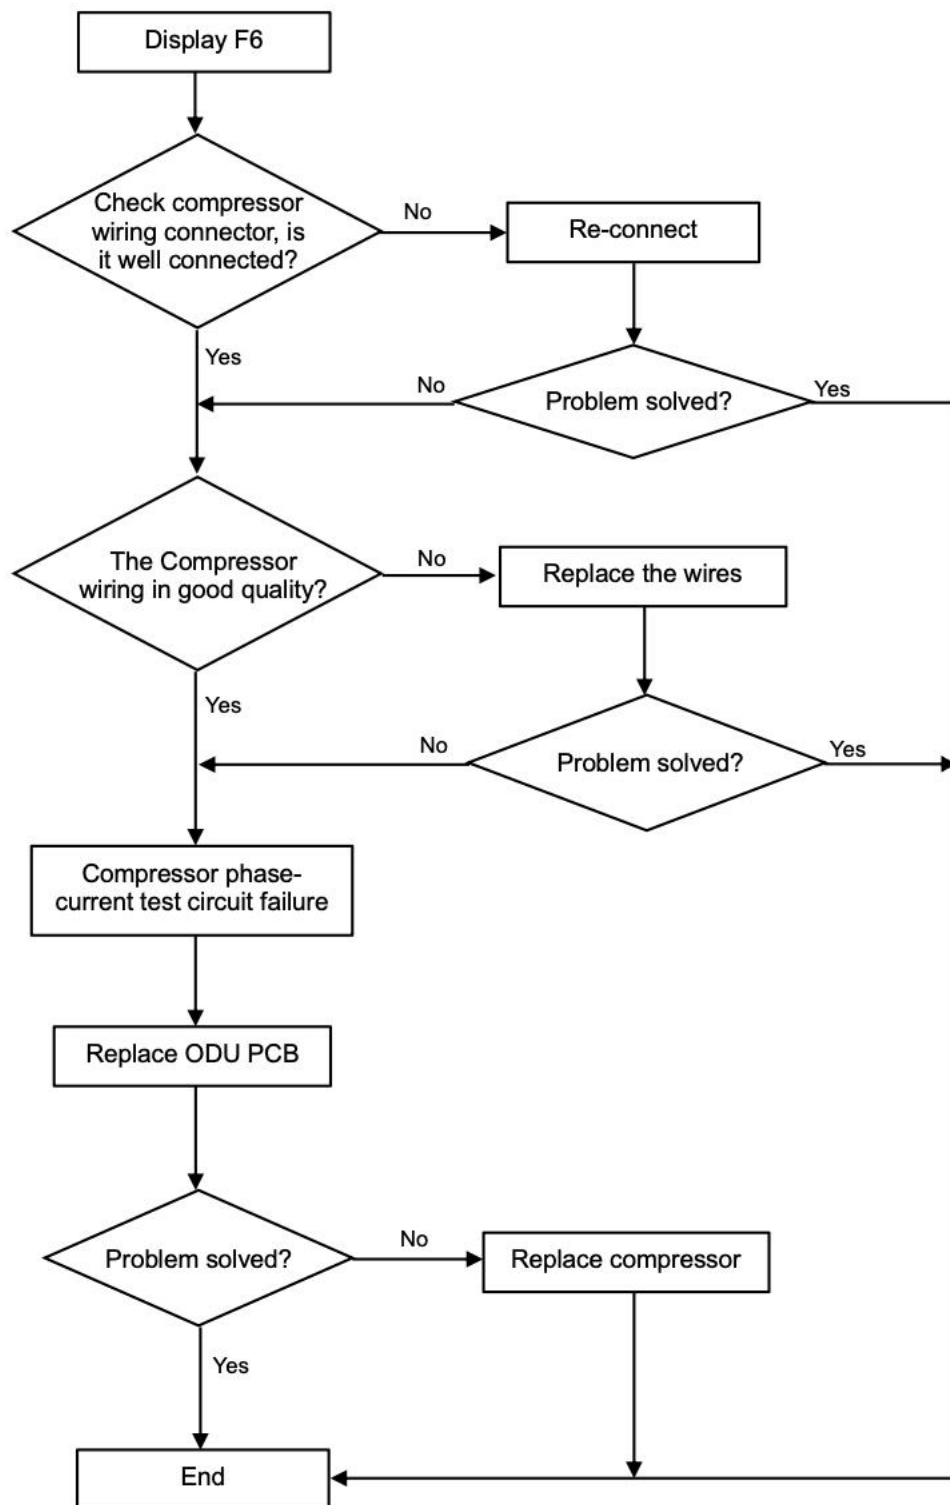 Display F6
Check compressor
wiring connector, is
it well connected?
No
Re-connect
Yes
No
Problem solved?
Yes
The Compressor
wiring in good quality?
No
Replace the wires
Yes
No
Problem solved?
Yes
Compressor phase-
current test circuit failure
Replace ODU PCB
Problem solved?
No
Replace compressor
Yes
End